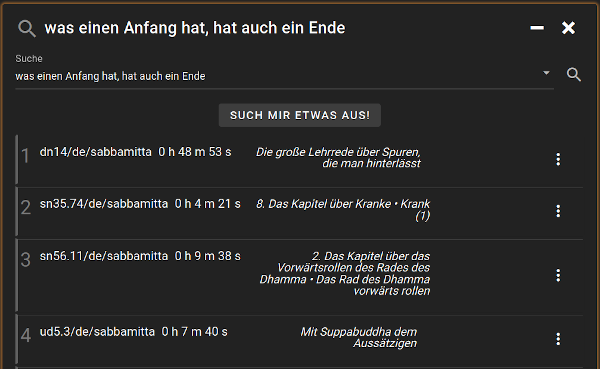 was einen Anfang hat, hat auch ein Ende
Suche
was einen Anfang hat, hat auch ein Ende
SUCH MIR ETWAS AUS!
1 dn14/de/sabbamitta 0 h 48 m 53 s Die große Lehrrede über Spuren,
die man hinterlässt
2 sn35.74/de/sabbamitta 0 h 4 m 21 s 8. Das Kapitel über Kranke • Krank
(1)
3 sn56.11/de/sabbamitta 0 h 9 m 38 s 2. Das Kapitel über das
Vorwärtsrollen des Rades des
Dhamma • Das Rad des Dhamma
vorwärts rollen
4 ud5.3/de/sabbamitta 0 h 7 m 40 s Mit Suppabuddha dem
Aussätzigen